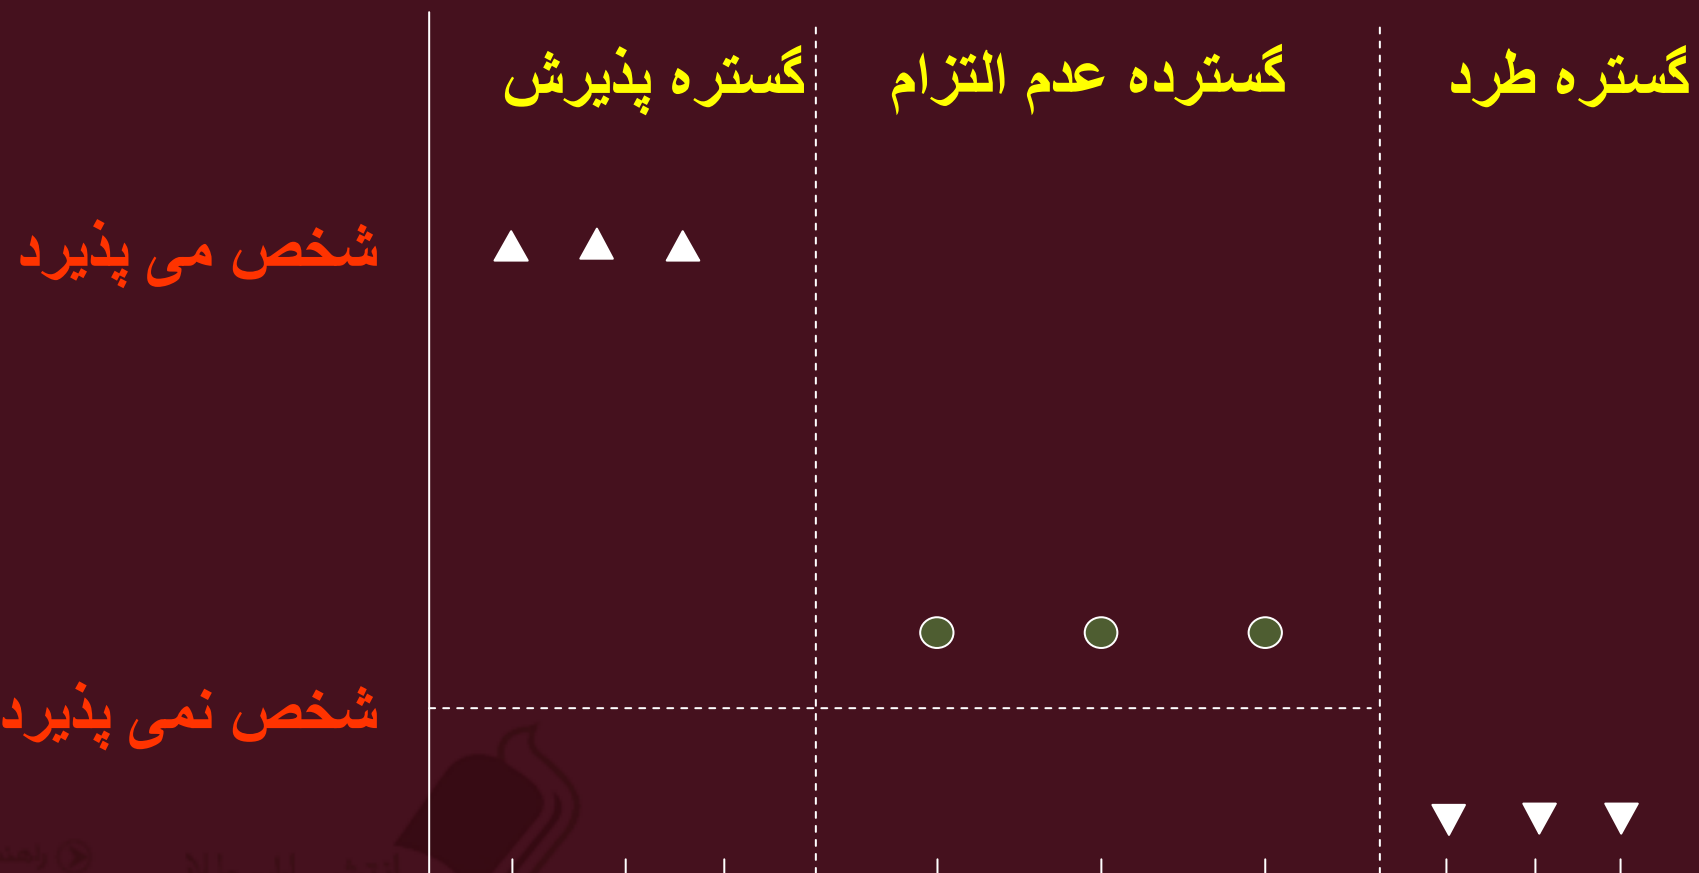 گستره پذیرش
گسترده عدم التزام
گستره طرد
شخص می پذیرد
شخص نمی پذیرد